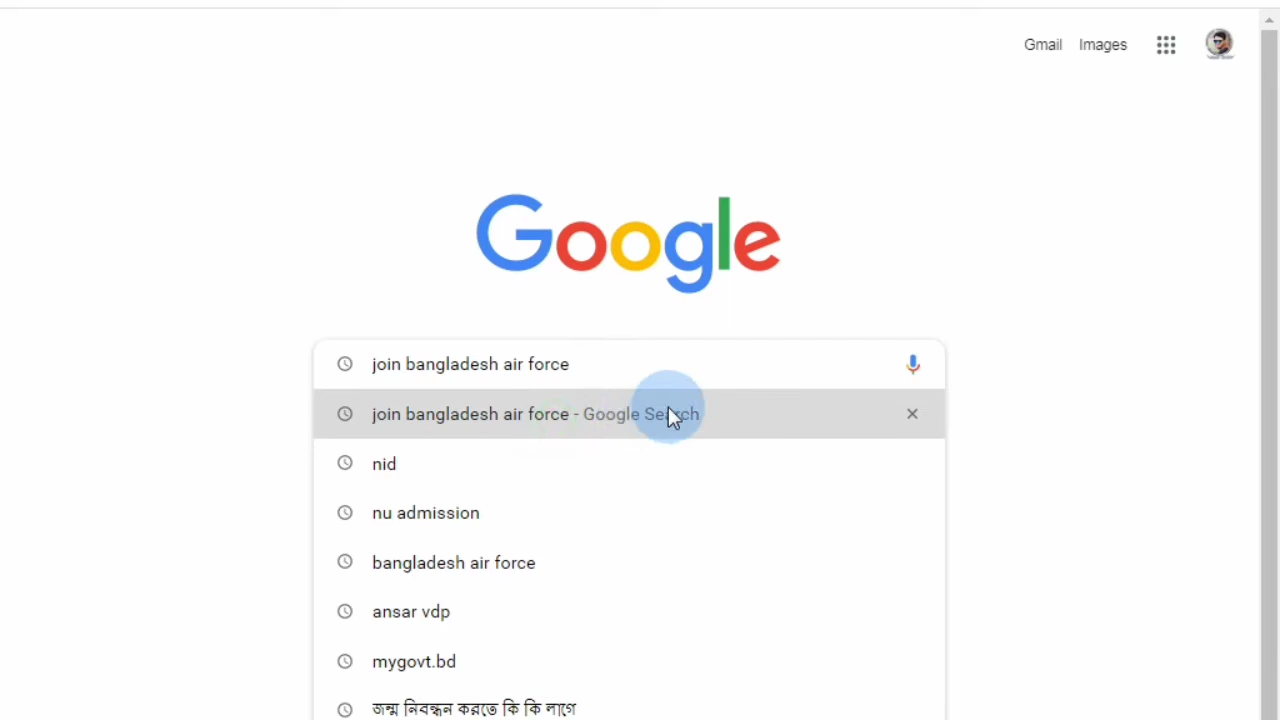 Gmail Images
Google
join bangladesh air force
join bangladesh air force - Google Search
nid
nu admission
bangladesh air force
ansar vdp
mygovt.bd
জন্ম নিবন্ধন করতে কি কি লাগে